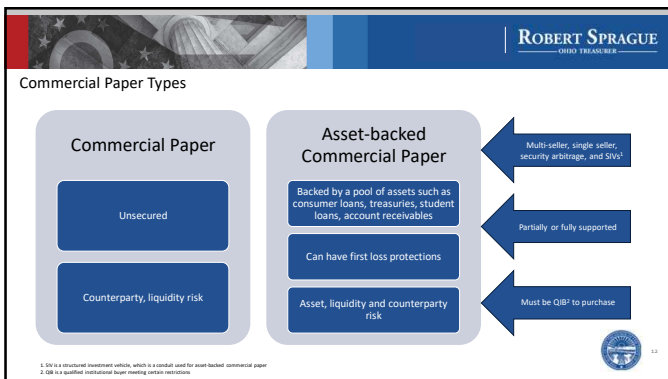 ROBERT SPRAGUE
OHIO TREASURER
Commercial Paper Types
Commercial Paper
Unsecured
Counterparty, liquidity risk
Asset-backed
Commercial Paper
Backed by a pool of assets such as
consumer loans, treasuries, student
loans, account receivables
Can have first loss protections
Asset, liquidity and counterparty
risk
Multi-seller, single seller,
security arbitrage, and SIVs¹
Partially or fully supported
Must be QIB² to purchase
1. SIV is a structured investment vehicle, which is a conduit used for asset-backed commercial paper
2. QIB is a qualified institutional buyer meeting certain restrictions
12